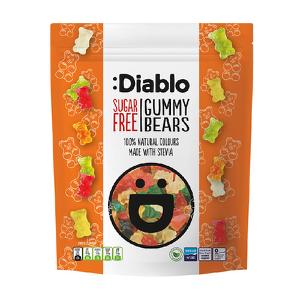 :Diablo
SUGAR FREE
GUMMY BEARS
100% NATURAL COLOURS
MADE WITH STEVIA